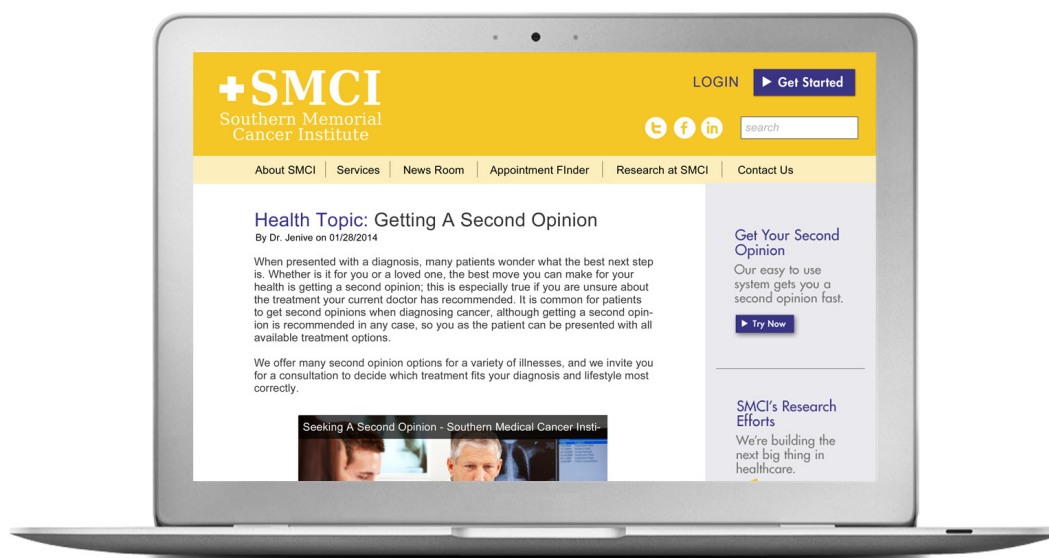 +SMCI
Southern Memorial
Cancer Institute
LOGIN
Get Started
search
About SMCI
Services
News Room
Appointment FInder
Research at SMCI
Contact Us
Health Topic: Getting A Second Opinion
By Dr. Jenive on 01/28/2014
When presented with a diagnosis, many patients wonder what the best next step
is. Whether is it for you or a loved one, the best move you can make for your
health is getting a second opinion; this is especially true if you are unsure about
the treatment your current doctor has recommended. It is common for patients
to get second opinions when diagnosing cancer, although getting a second opin-
ion is recommended in any case, so you as the patient can be presented with all
available treatment options.
We offer many second opinion options for a variety of illnesses, and we invite you
for a consultation to decide which treatment fits your diagnosis and lifestyle most
correctly.
Seeking A Second Opinion - Southern Medical Cancer Insti-
Get Your Second
Opinion
Our easy to use
system gets you a
second opinion fast.
Try Now
SMCI's Research
Efforts
We're building the
next big thing in
healthcare.